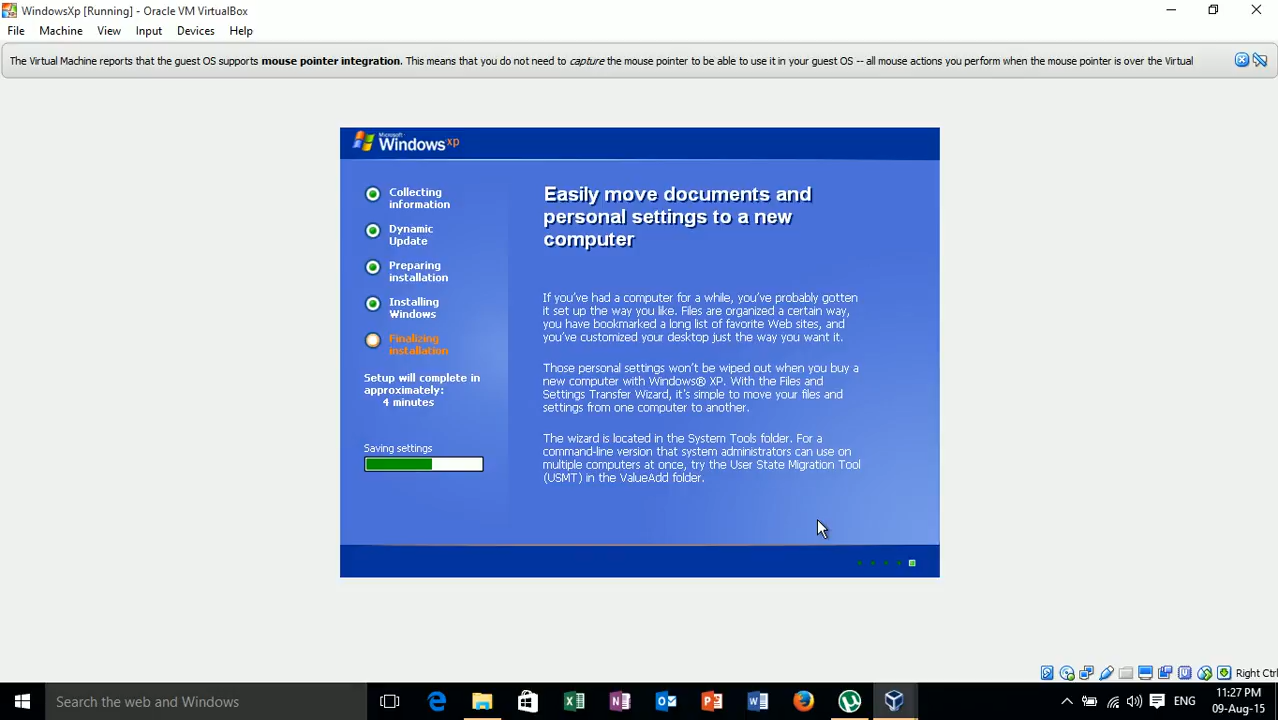 WindowsXp [Running] - Oracle VM VirtualBox
File Machine View Input Devices Help
The Virtual Machine reports that the guest OS supports mouse pointer integration. This means that you do not need to capture the mouse pointer to be able to use it in your guest OS -- all mouse actions you perform when the mouse pointer is over the Virtual
Microsoft
Windows xp
Collecting
information
Dynamic
Update
Preparing
installation
Installing
Windows
Finalizing
installation
Setup will complete in
approximately:
4 minutes
Saving settings
Easily move documents and
personal settings to a new
computer
If you've had a computer for a while, you've probably gotten
it set up the way you like. Files are organized a certain way,
you have bookmarked a long list of favorite Web sites, and
you've customized your desktop just the way you want it.
Those personal settings won't be wiped out when you buy a
new computer with Windows® XP. With the Files and
Settings Transfer Wizard, it's simple to move your files and
settings from one computer to another.
The wizard is located in the System Tools folder. For a
command-line version that system administrators can use on
multiple computers at once, try the User State Migration Tool
(USMT) in the ValueAdd folder.
Right Ctrl
Search the web and Windows
ENG
11:27 PM
09-Aug-15